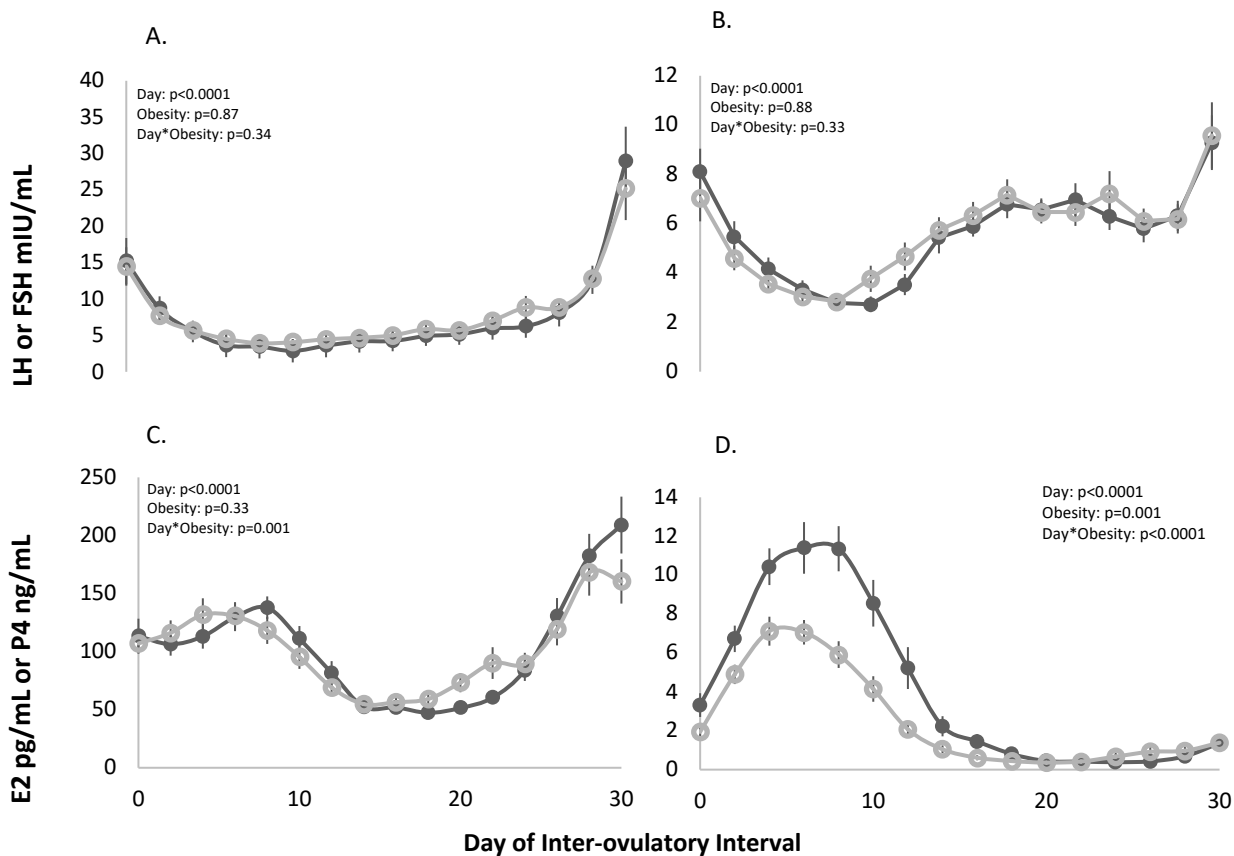 A.
40
35
30
25
20
15
10
5
0
Day: p<0.0001
Obesity: p=0.87
Day*Obesity: p=0.34
B.
12
10
8
6
4
2
0
Day: p<0.0001
Obesity: p=0.88
Day*Obesity: p=0.33
LH or FSH mIU/mL
C.
250
200
150
100
50
0
Day: p<0.0001
Obesity: p=0.33
Day*Obesity: p=0.001
0 10 20 30
D.
14
12
10
8
6
4
2
0
Day: p<0.0001
Obesity: p=0.001
Day*Obesity: p<0.0001
0 10 20 30
E2 pg/mL or P4 ng/mL
Day of Inter-ovulatory Interval